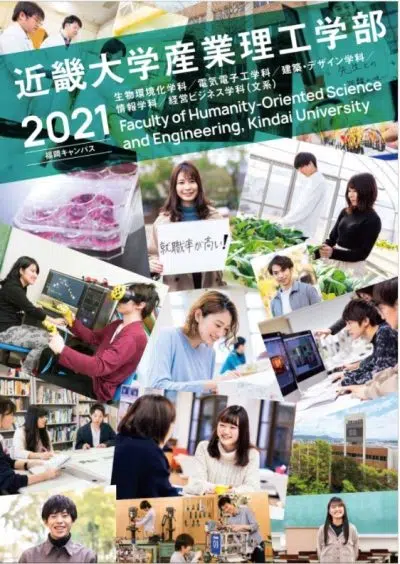 近畿大学産業理工学部
2021
福岡キャンパス
生物環境化学科／電気電子工学科／建築・デザイン学科／
情報学科／経営ビジネス学科(文系)
Faculty of Humanity-Oriented Science
and Engineering, Kindai University
就職率が高い!